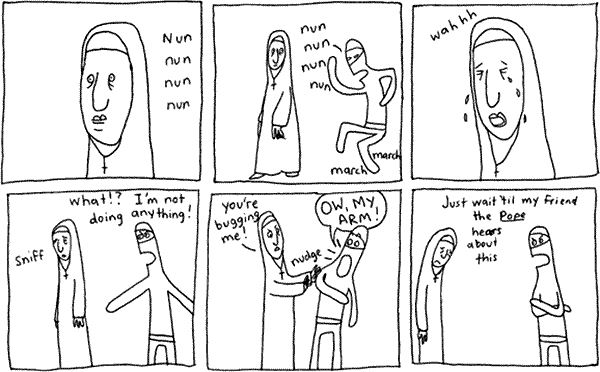 Nun
nun
nun
nun
nun
nun
nun
nun
march
march
wahhh
sniff
what!? I'm not
doing anything!
you're
bugging
me!
nudge
OW, MY
ARM!
Just wait 'til my friend
the Pope
hears
about
this